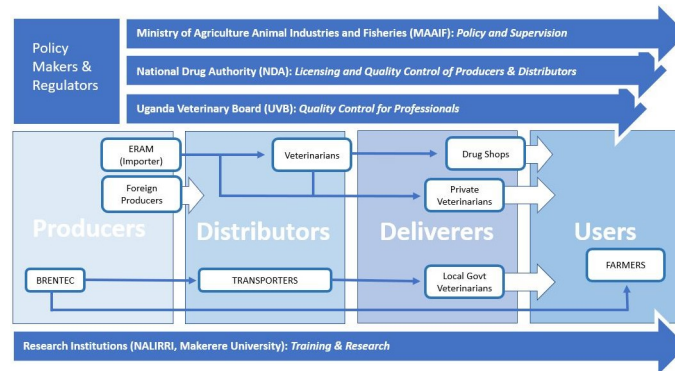 Policy
Makers &
Regulators
Ministry of Agriculture Animal Industries and Fisheries (MAAIF): Policy and Supervision
National Drug Authority (NDA): Licensing and Quality Control of Producers & Distributors
Uganda Veterinary Board (UVB): Quality Control for Professionals
ERAM
(Importer)
Veterinarians
Drug Shops
Foreign
Producers
Private
Veterinarians
Producers
Distributors
Deliverers
Users
BRENTEC
TRANSPORTERS
Local Govt
Veterinarians
FARMERS
Research Institutions (NALIRRI, Makerere University): Training & Research